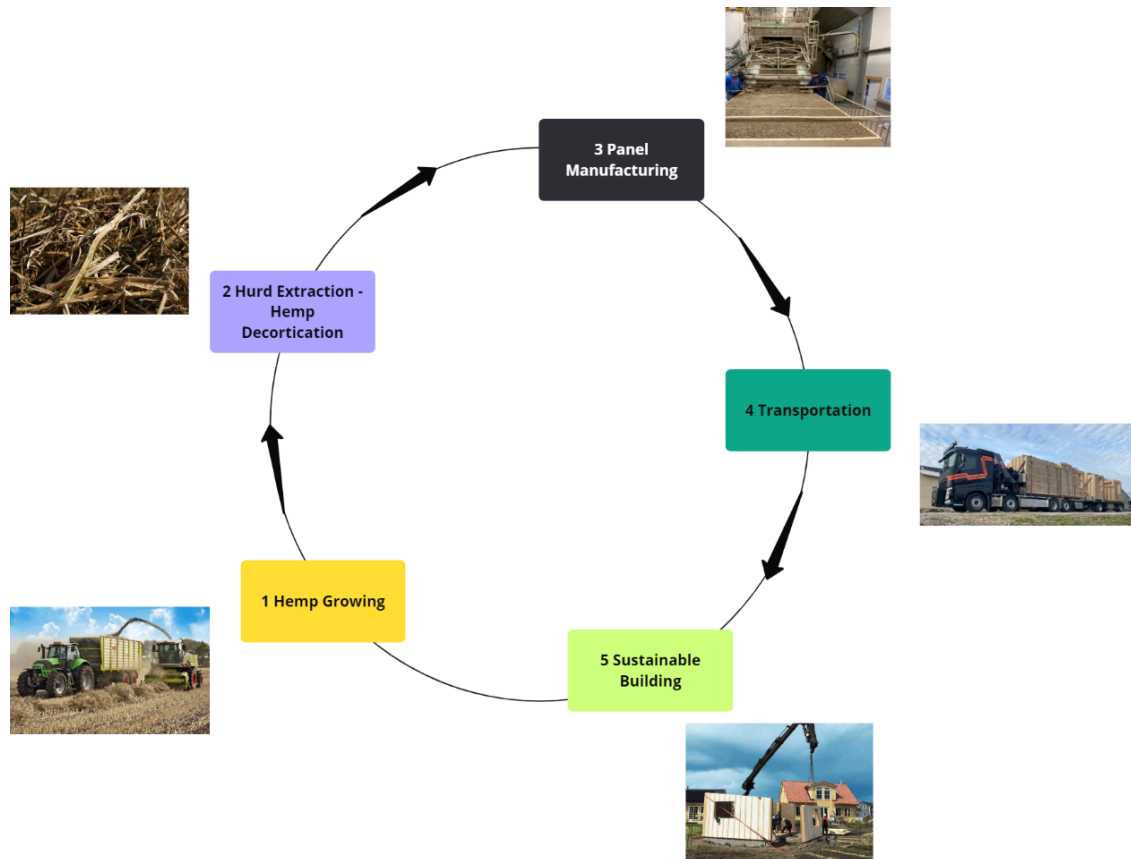 3 Panel
Manufacturing
2 Hurd Extraction -
Hemp
Decortication
4 Transportation
1 Hemp Growing
5 Sustainable
Building